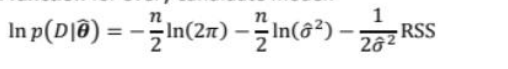 ln p(D|θ̂) = −n/2 ln(2π) − n/2 ln(σ̂²) − 1/(2σ̂²) RSS